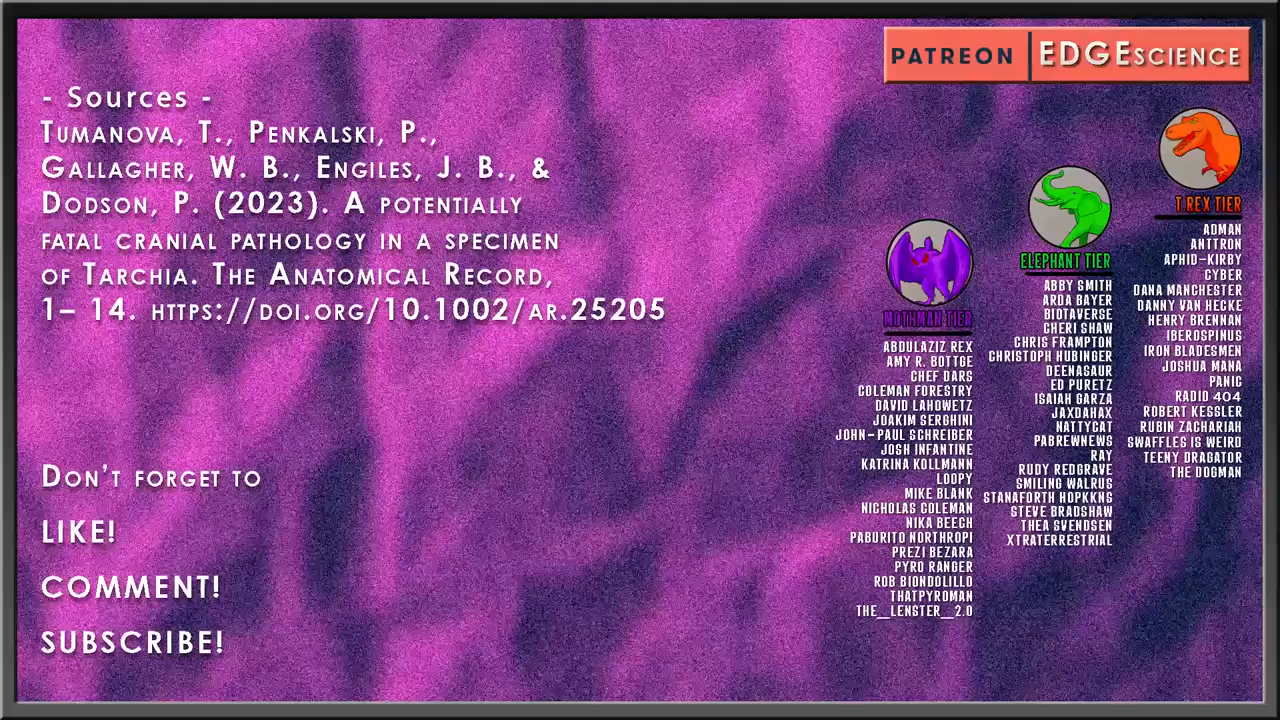 - Sources -
Tumanova, T., Penkalski, P.,
Gallagher, W. B., Engiles, J. B., &
Dodson, P. (2023). A potentially
fatal cranial pathology in a specimen
of Tarchia. The Anatomical Record,
1– 14. https://doi.org/10.1002/ar.25205
Don't forget to
LIKE!
COMMENT!
SUBSCRIBE!
PATREON EDGESCIENCE
MOTHMAN TIER
ABDULAZIZ REX
AMY R. BOTTGE
CHEF DARS
COLEMAN FORESTRY
DAVID LAHOWETZ
JOAKIM SERGHINI
JOHN-PAUL SCHREIBER
JOSH INFANTINE
KATRINA KOLLMANN
LOOPY
MIKE BLANK
NICHOLAS COLEMAN
NIKA BEECH
PABURITO NORTHROPI
PREZI BEZARA
PYRO RANGER
ROB BIONDOLILLO
THATPYROMAN
THE__LENSTER__2.0
ELEPHANT TIER
ABBY SMITH
ARDA BAYER
BIOTAVERSE
CHERI SHAW
CHRIS FRAMPTON
CHRISTOPH HUBINGER
DEENASAUR
ED PURETZ
ISAIAH GARZA
JAXDAHAX
NATTYCAT
PABREWNEWS
RAY
RUDY REDGRAVE
SMILING WALRUS
STANAFORTH HOPKKNS
STEVE BRADSHAW
THEA SVENDSEN
XTRATERRESTRIAL
T.REX TIER
ADMAN
ANTTRON
APHID-KIRBY
CYBER
DANA MANCHESTER
DANNY VAN HECKE
HENRY BRENNAN
IBEROSPINUS
IRON BLADESMEN
JOSHUA MANA
PANIC
RADIO 404
ROBERT KESSLER
RUBIN ZACHARIAH
SWAFFLES IS WEIRD
TEENY DRAGATOR
THE DOGMAN